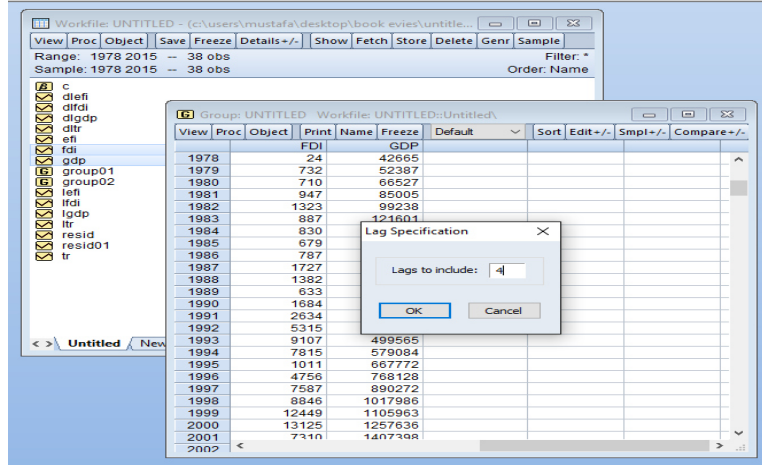 Workfile: UNTITLED - (c:\users\mustafa\desktop\book evies\untitle...
View Proc Object Save Freeze Details+/- Show Fetch Store Delete Genr Sample
Range: 1978 2015 -- 38 obs Filter: *
Sample: 1978 2015 -- 38 obs Order: Name
c
dlefi
dlfdi
dlgdp
dltr
efi
fdi
gdp
group01
group02
lefi
lfdi
lgdp
ltr
resid
resid01
tr
< > Untitled New
Group: UNTITLED Workfile: UNTITLED::Untitled\
View Proc Object Print Name Freeze Default Sort Edit+/- Smpl+/- Compare+/-
FDI GDP
1978 24 42665
1979 732 52387
1980 710 66527
1981 947 85005
1982 1323 99238
1983 887 121601
1984 830
1985 679
1986 787
1987 1727
1988 1382
1989 633
1990 1684
1991 2634
1992 5315
1993 9107 499565
1994 7815 579084
1995 1011 667772
1996 4756 768128
1997 7587 890272
1998 8846 1017986
1999 12449 1105963
2000 13125 1257636
2001 7310 1407398
2002
Lag Specification
Lags to include: 4
OK Cancel